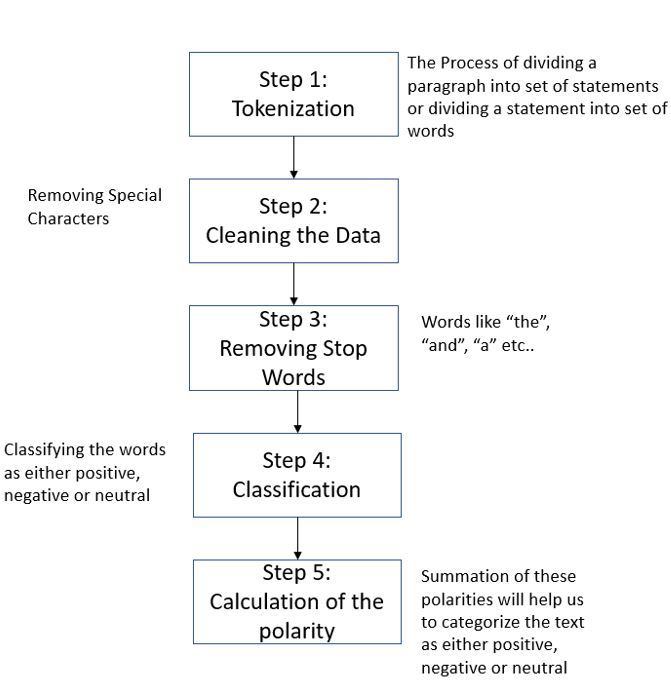 Step 1:
Tokenization
The Process of dividing a
paragraph into set of statements
or dividing a statement into set of
words
Removing Special
Characters
Step 2:
Cleaning the Data
Step 3:
Removing Stop
Words
Words like “the”,
“and”, “a” etc..
Classifying the words
as either positive,
negative or neutral
Step 4:
Classification
Step 5:
Calculation of the
polarity
Summation of these
polarities will help us
to categorize the text
as either positive,
negative or neutral